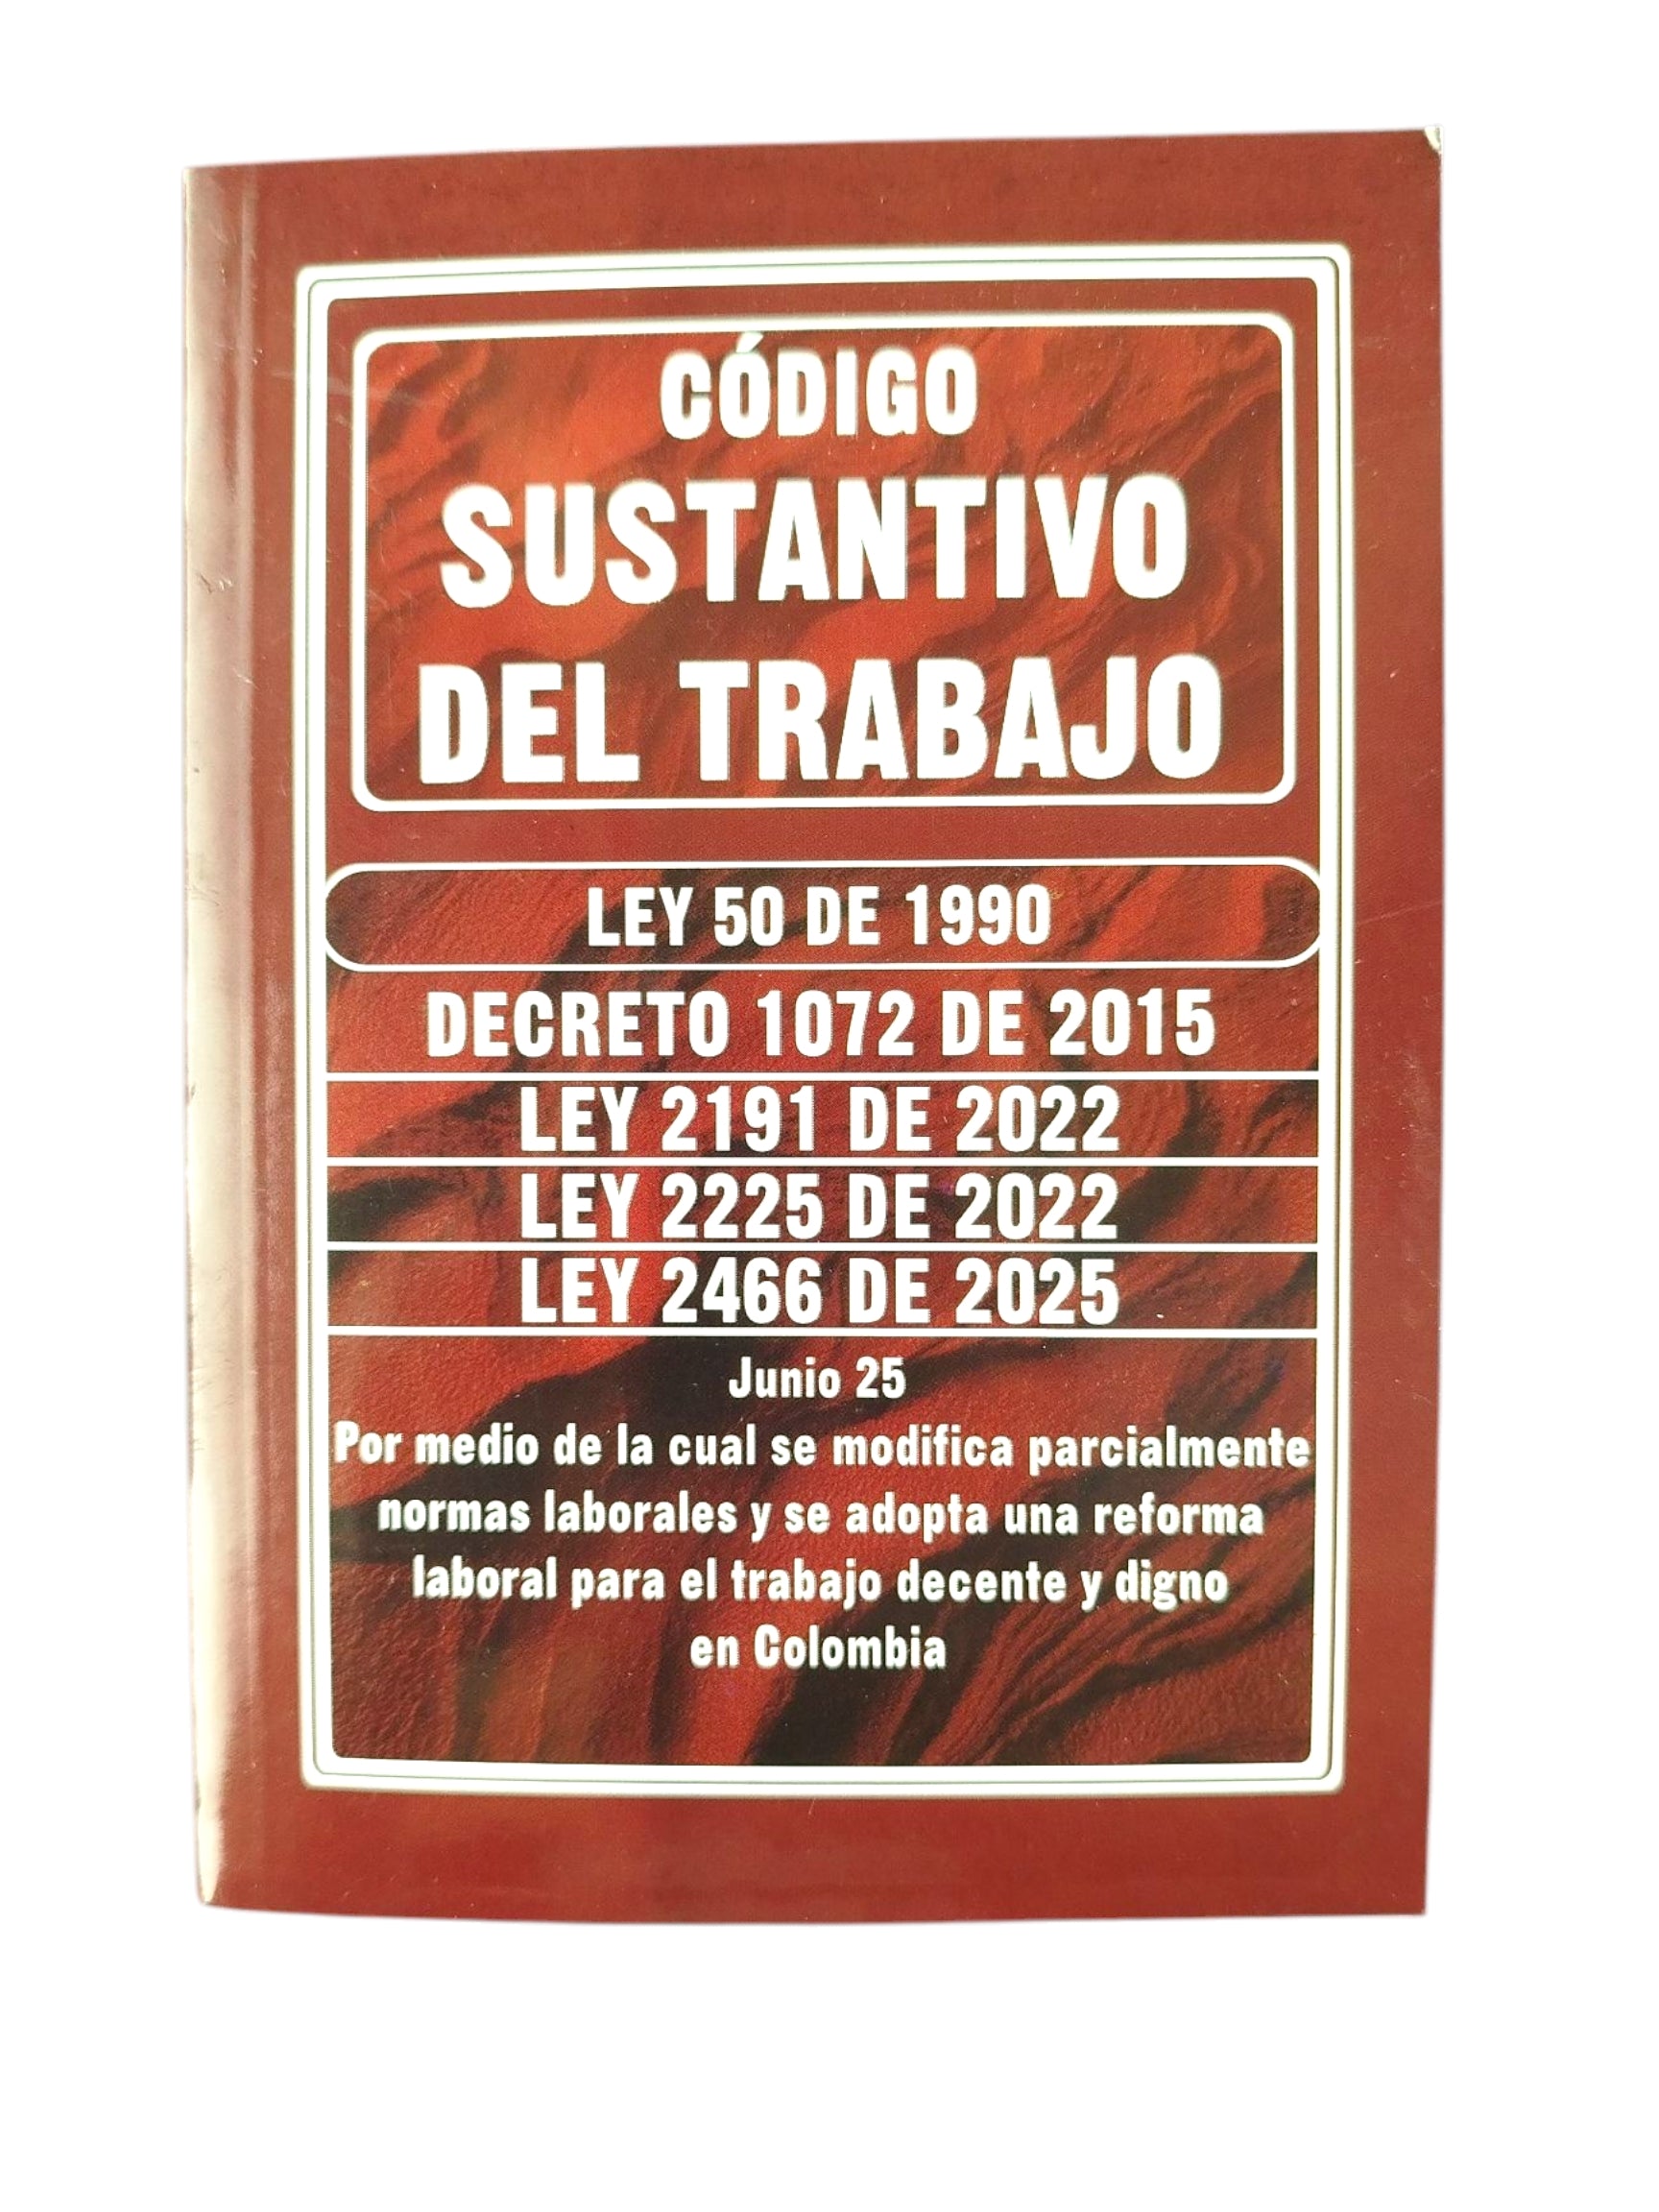 CÓDIGO
SUSTANTIVO
DEL TRABAJO
LEY 50 DE 1990
DECRETO 1072 DE 2015
LEY 2191 DE 2022
LEY 2225 DE 2022
LEY 2466 DE 2025
Junio 25
Por medio de la cual se modifica parcialmente
normas laborales y se adopta una reforma
laboral para el trabajo decente y digno
en Colombia